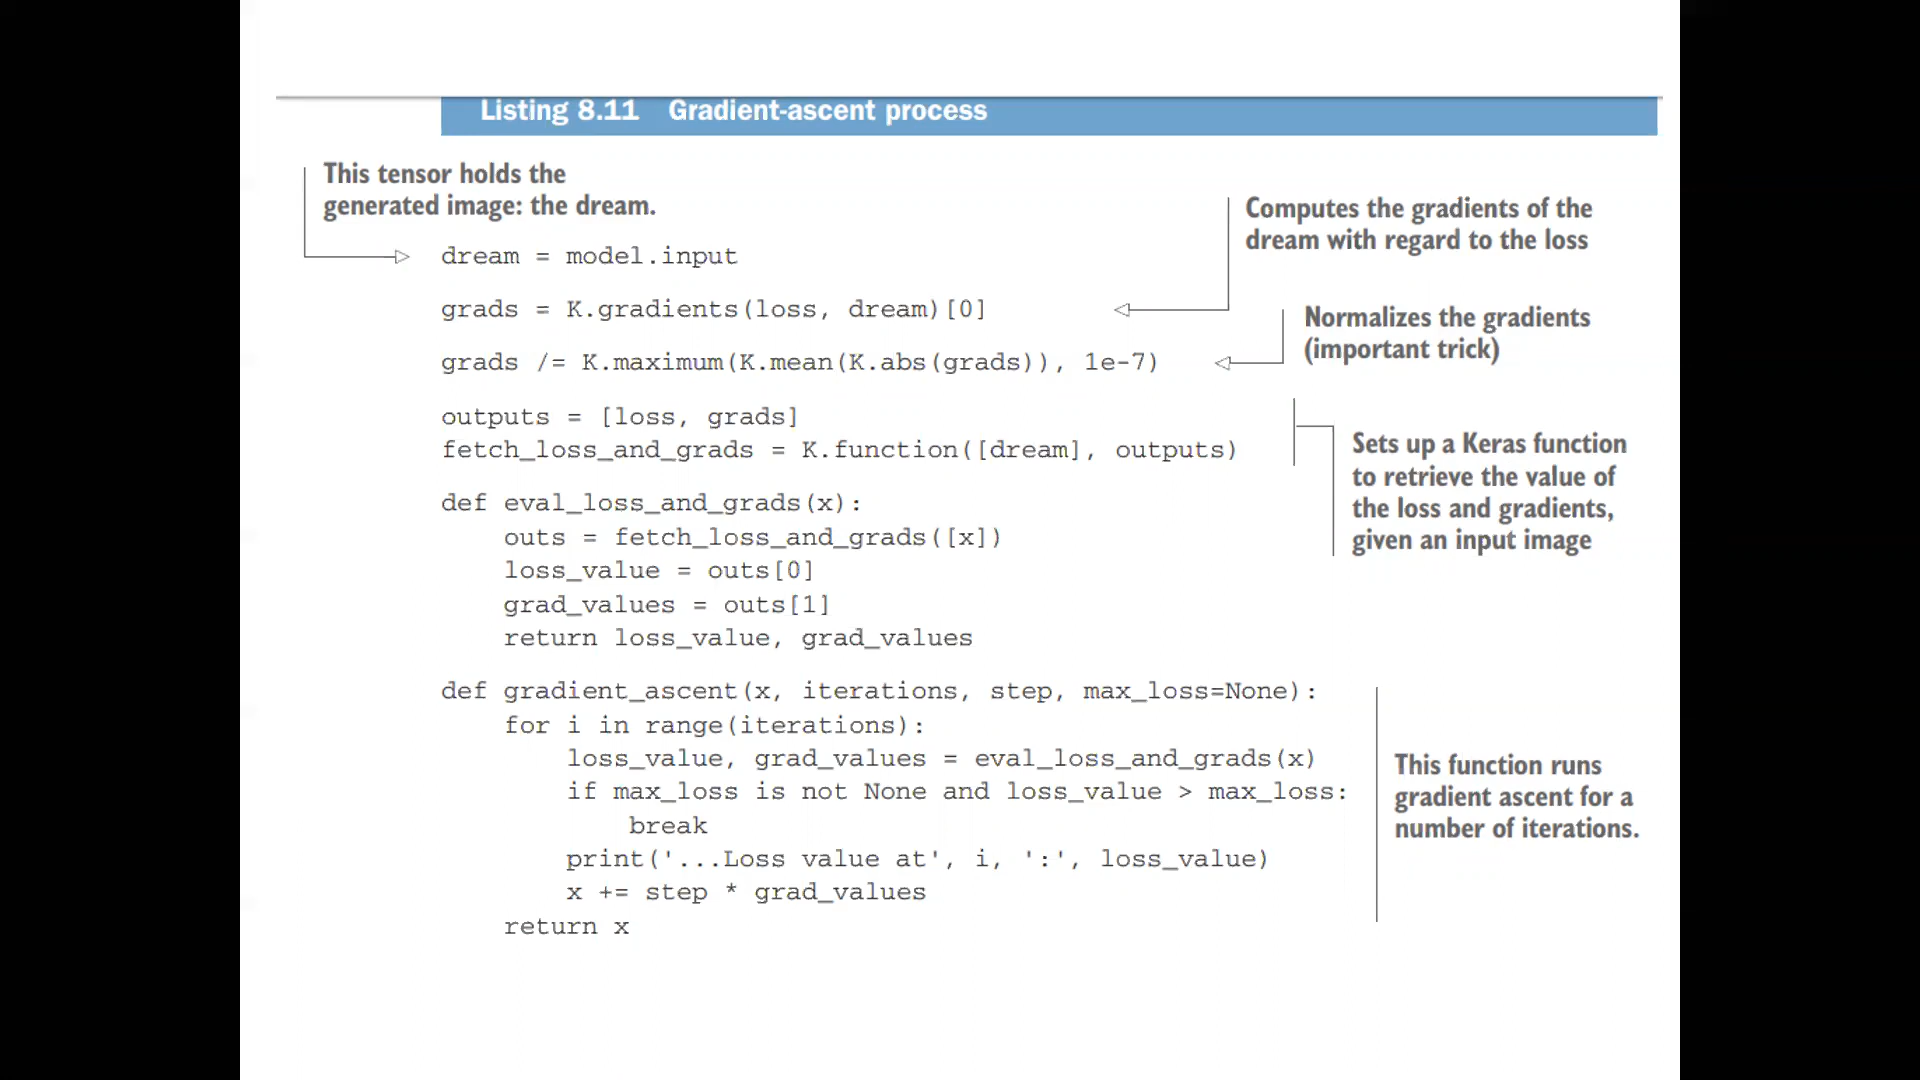 Listing 8.11 Gradient-ascent process
This tensor holds the
generated image: the dream.
Computes the gradients of the
dream with regard to the loss
dream = model.input
grads = K.gradients(loss, dream)[0]
Normalizes the gradients
(important trick)
grads /= K.maximum(K.mean(K.abs(grads)), 1e-7)
outputs = [loss, grads]
fetch_loss_and_grads = K.function([dream], outputs)
Sets up a Keras function
to retrieve the value of
the loss and gradients,
given an input image
def eval_loss_and_grads(x):
    outs = fetch_loss_and_grads([x])
    loss_value = outs[0]
    grad_values = outs[1]
    return loss_value, grad_values
def gradient_ascent(x, iterations, step, max_loss=None):
    for i in range(iterations):
        loss_value, grad_values = eval_loss_and_grads(x)
        if max_loss is not None and loss_value > max_loss:
            break
        print('...Loss value at', i, ':', loss_value)
        x += step * grad_values
    return x
This function runs
gradient ascent for a
number of iterations.